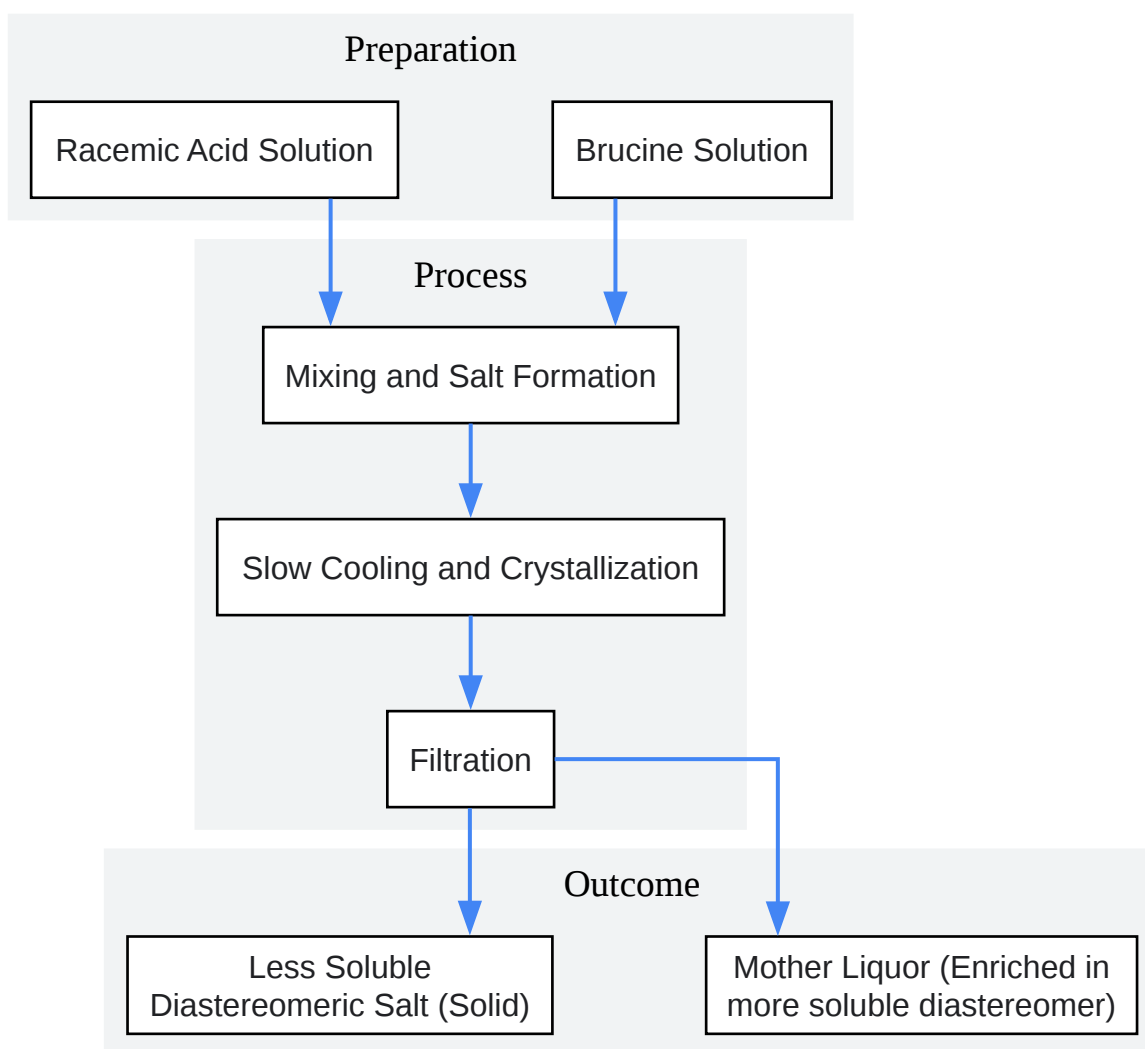 Preparation
Racemic Acid Solution
Brucine Solution
Process
Mixing and Salt Formation
Slow Cooling and Crystallization
Filtration
Outcome
Less Soluble
Diastereomeric Salt (Solid)
Mother Liquor (Enriched in
more soluble diastereomer)